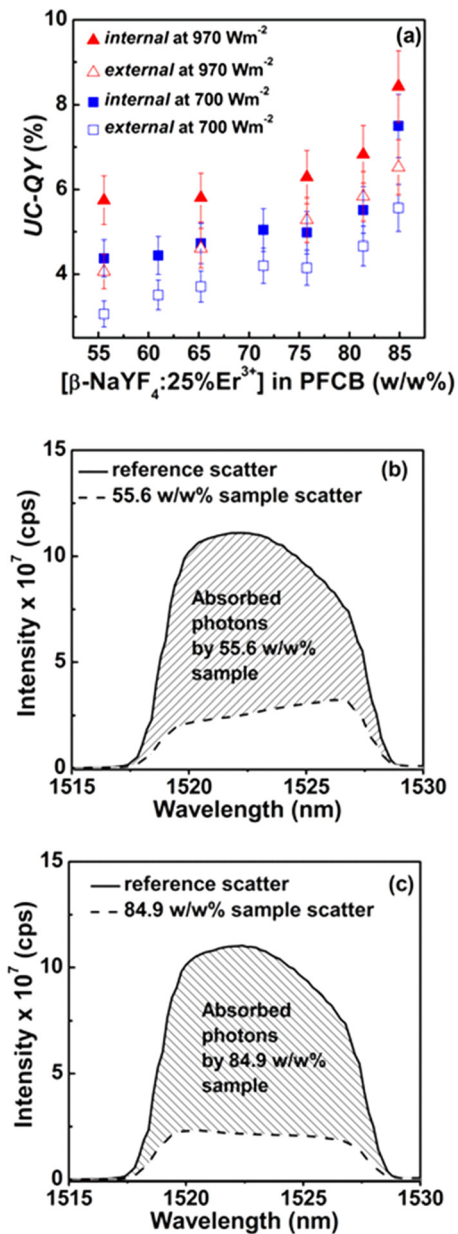 (a)
internal at 970 Wm⁻²
external at 970 Wm⁻²
internal at 700 Wm⁻²
external at 700 Wm⁻²
UC-QY (%)
10
8
6
4
55 60 65 70 75 80 85
[β-NaYF₄:25%Er³⁺] in PFCB (w/w%)
(b)
reference scatter
55.6 w/w% sample scatter
Absorbed
photons
by 55.6 w/w%
sample
Intensity x 10⁷ (cps)
15
10
5
0
1515 1520 1525 1530
Wavelength (nm)
(c)
reference scatter
84.9 w/w% sample scatter
Absorbed
photons
by 84.9 w/w%
sample
Intensity x 10⁷ (cps)
15
10
5
0
1515 1520 1525 1530
Wavelength (nm)